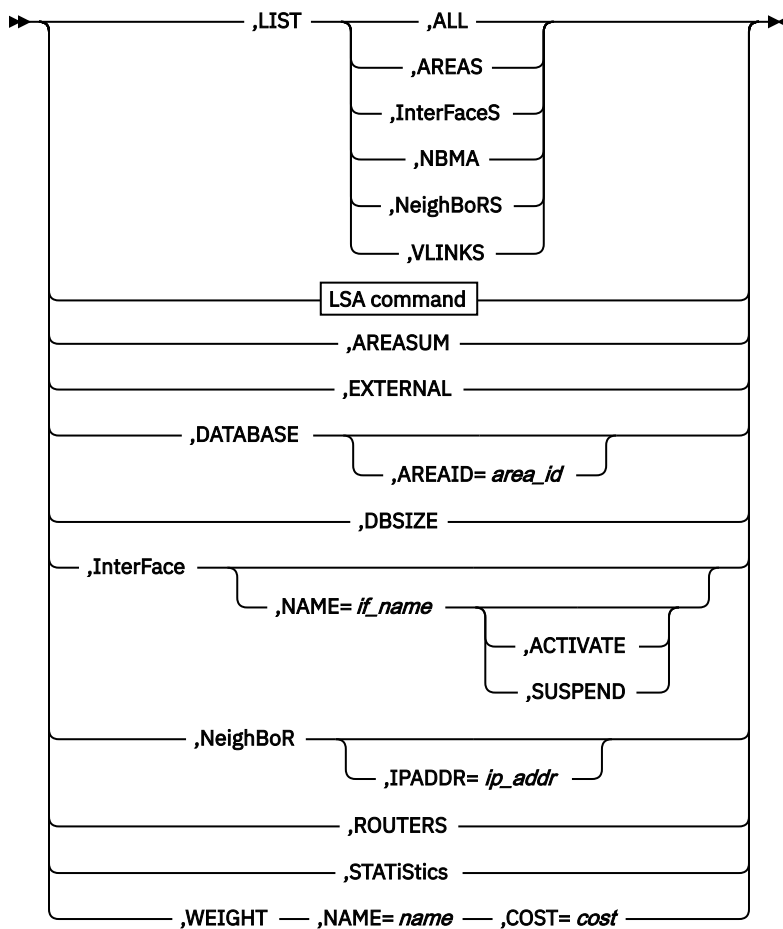 ,LIST ,ALL
,AREAS
,InterFaceS
,NBMA
,NeighBoRS
,VLINKS
LSA command
,AREASUM
,EXTERNAL
,DATABASE
,AREAID= area_id
,DBSIZE
,InterFace
,NAME= if_name
,ACTIVATE
,SUSPEND
,NeighBoR
,IPADDR= ip_addr
,ROUTERS
,STATiStics
,WEIGHT ,NAME= name ,COST= cost